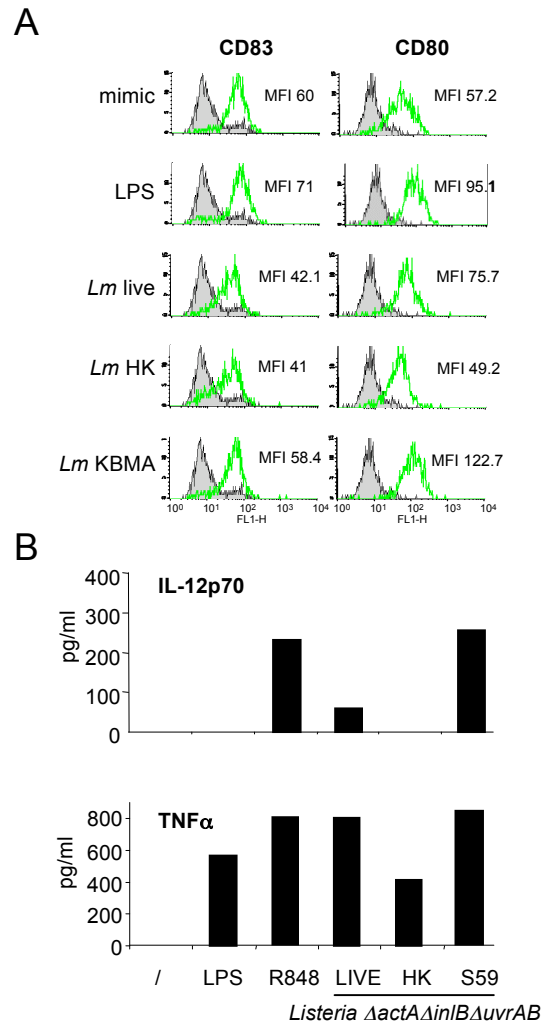 A
CD83 CD80
mimic MFI 60 MFI 57.2
LPS MFI 71 MFI 95.1
Lm live MFI 42.1 MFI 75.7
Lm HK MFI 41 MFI 49.2
Lm KBMA MFI 58.4 MFI 122.7
10⁰ 10¹ 10² 10³ 10⁴ 10⁰ 10¹ 10² 10³ 10⁴
FL1-H FL1-H
B
IL-12p70
pg/ml
400
300
200
100
0
TNFα
pg/ml
800
600
400
200
0
/ LPS R848 LIVE HK S59
Listeria ΔactAΔinlBΔuvrAB